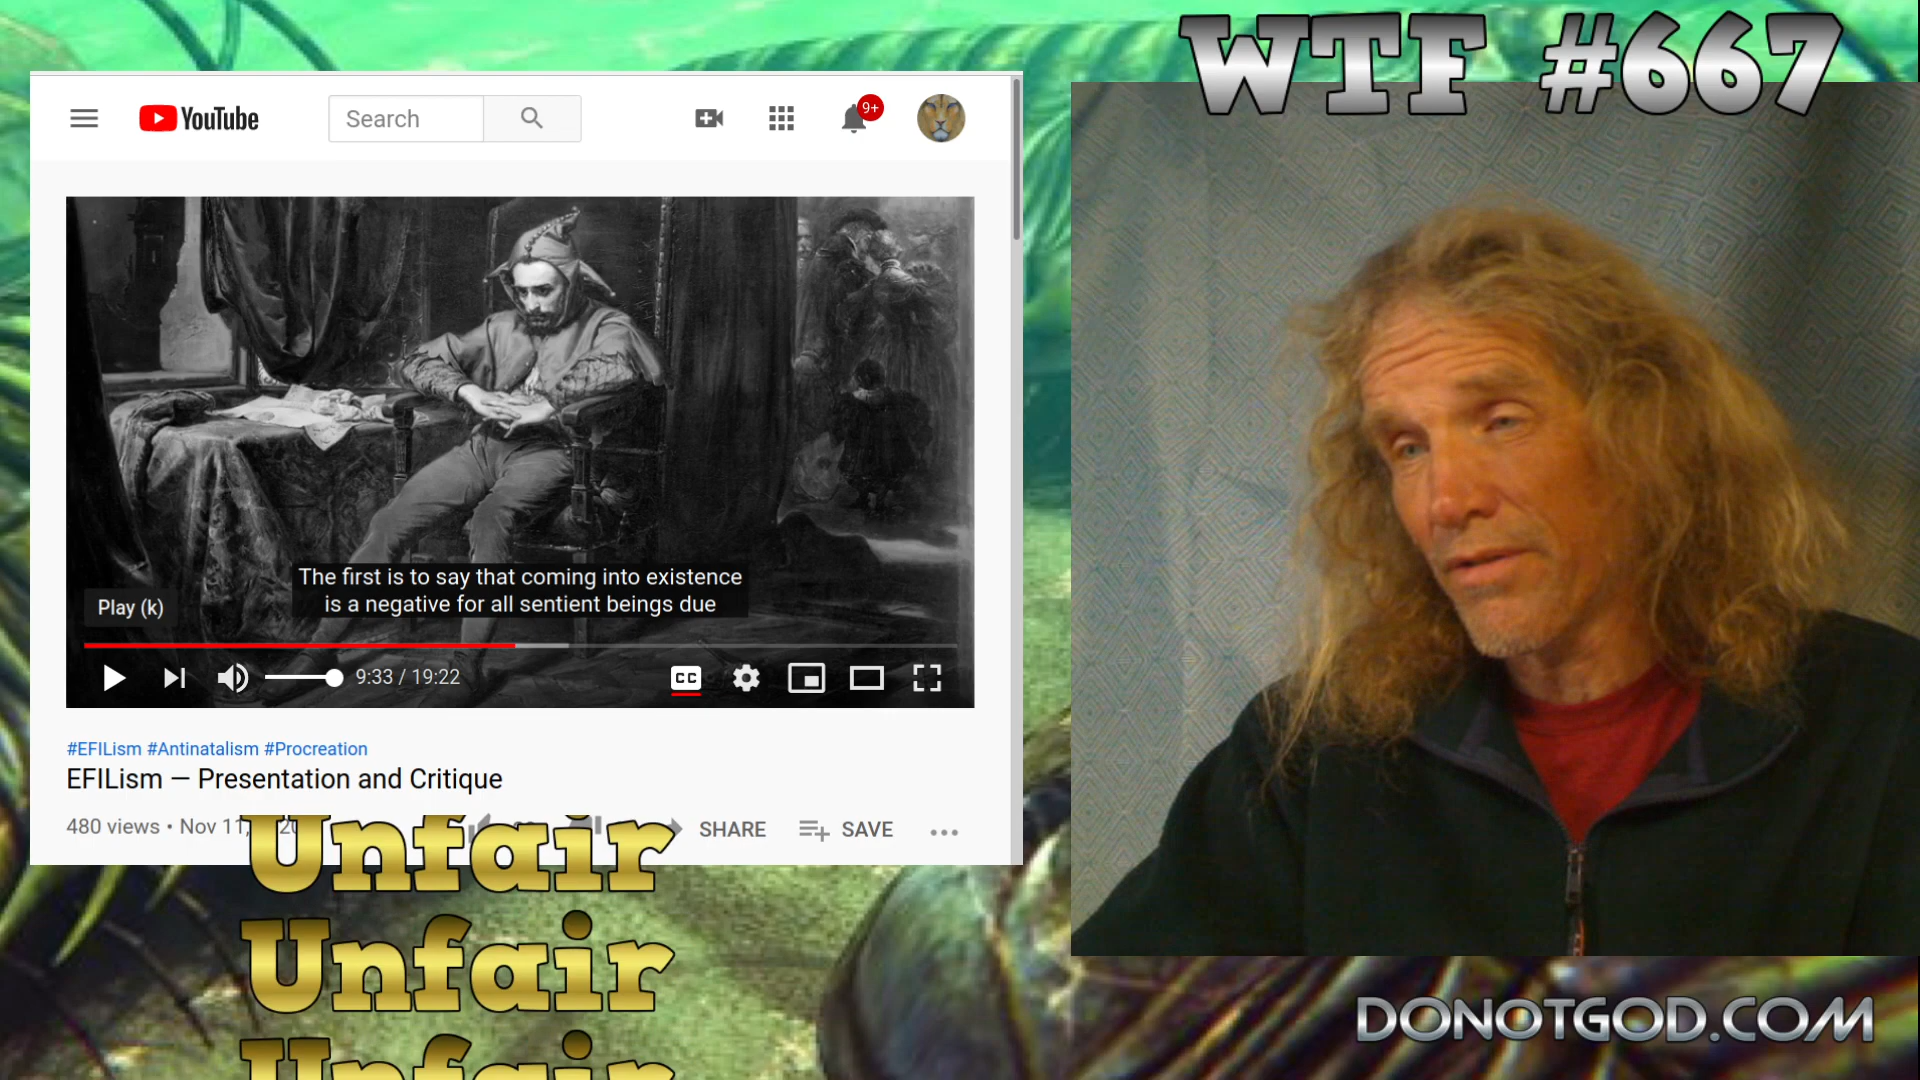 WTF #667
YouTube
Search
9+
The first is to say that coming into existence
is a negative for all sentient beings due
Play (k)
9:33 / 19:22
CC
#EFILism #Antinatalism #Procreation
EFILism — Presentation and Critique
480 views • Nov 11,
SHARE
SAVE
Unfair
Unfair
Unfair
DONOTGOD.COM